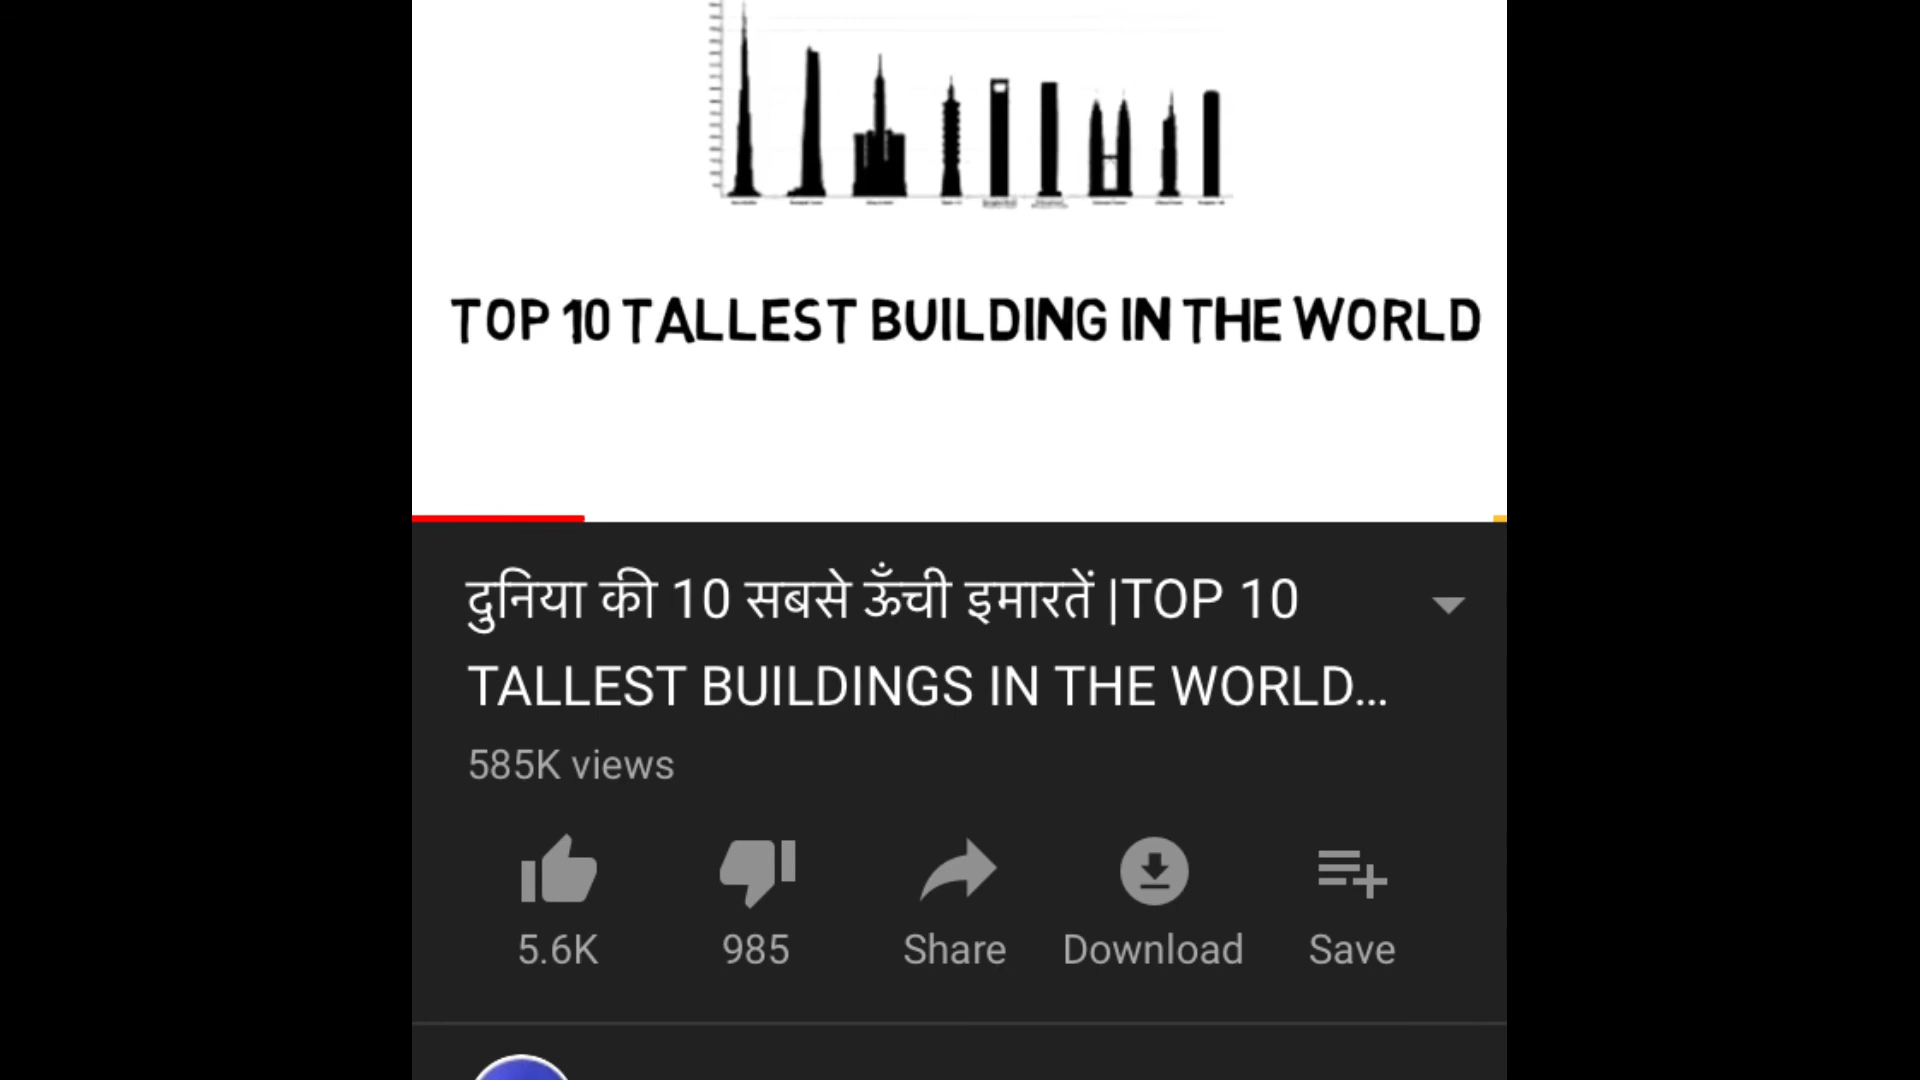 TOP 10 TALLEST BUILDING IN THE WORLD
दुनिया की 10 सबसे ऊँची इमारतें |TOP 10
TALLEST BUILDINGS IN THE WORLD...
585K views
5.6K 985 Share Download Save